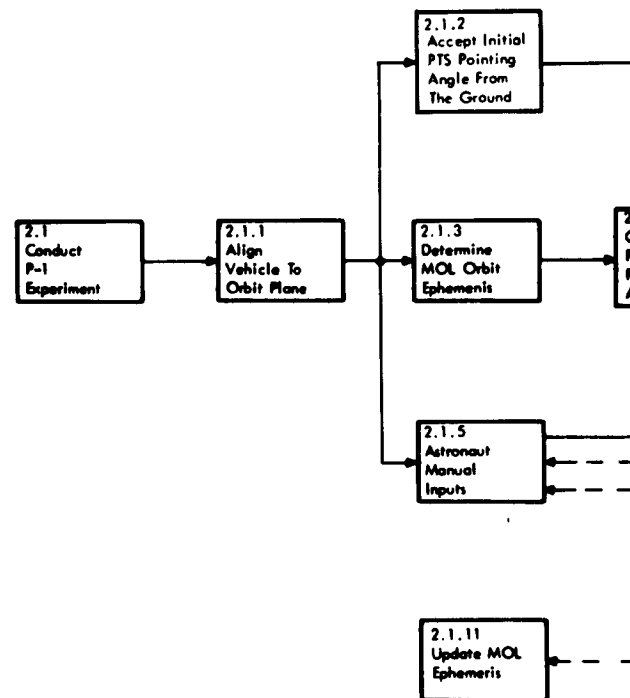 2.1.2
Accept Initial
PTS Pointing
Angle From
The Ground
2.1
Conduct
P-1
Experiment
2.1.1
Align
Vehicle To
Orbit Plane
2.1.3
Determine
MOL Orbit
Ephemenis
2.1.5
Astronaut
Manual
Inputs
2.1.11
Update MOL
Ephemeris